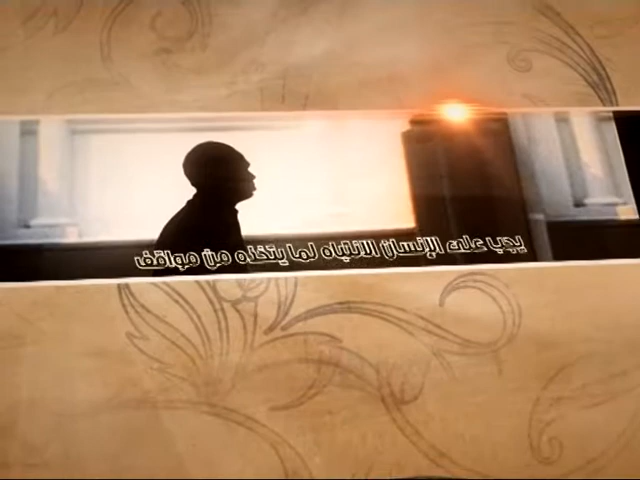 يجب على الإنسان الانتباه لما يتخذه من مواقف